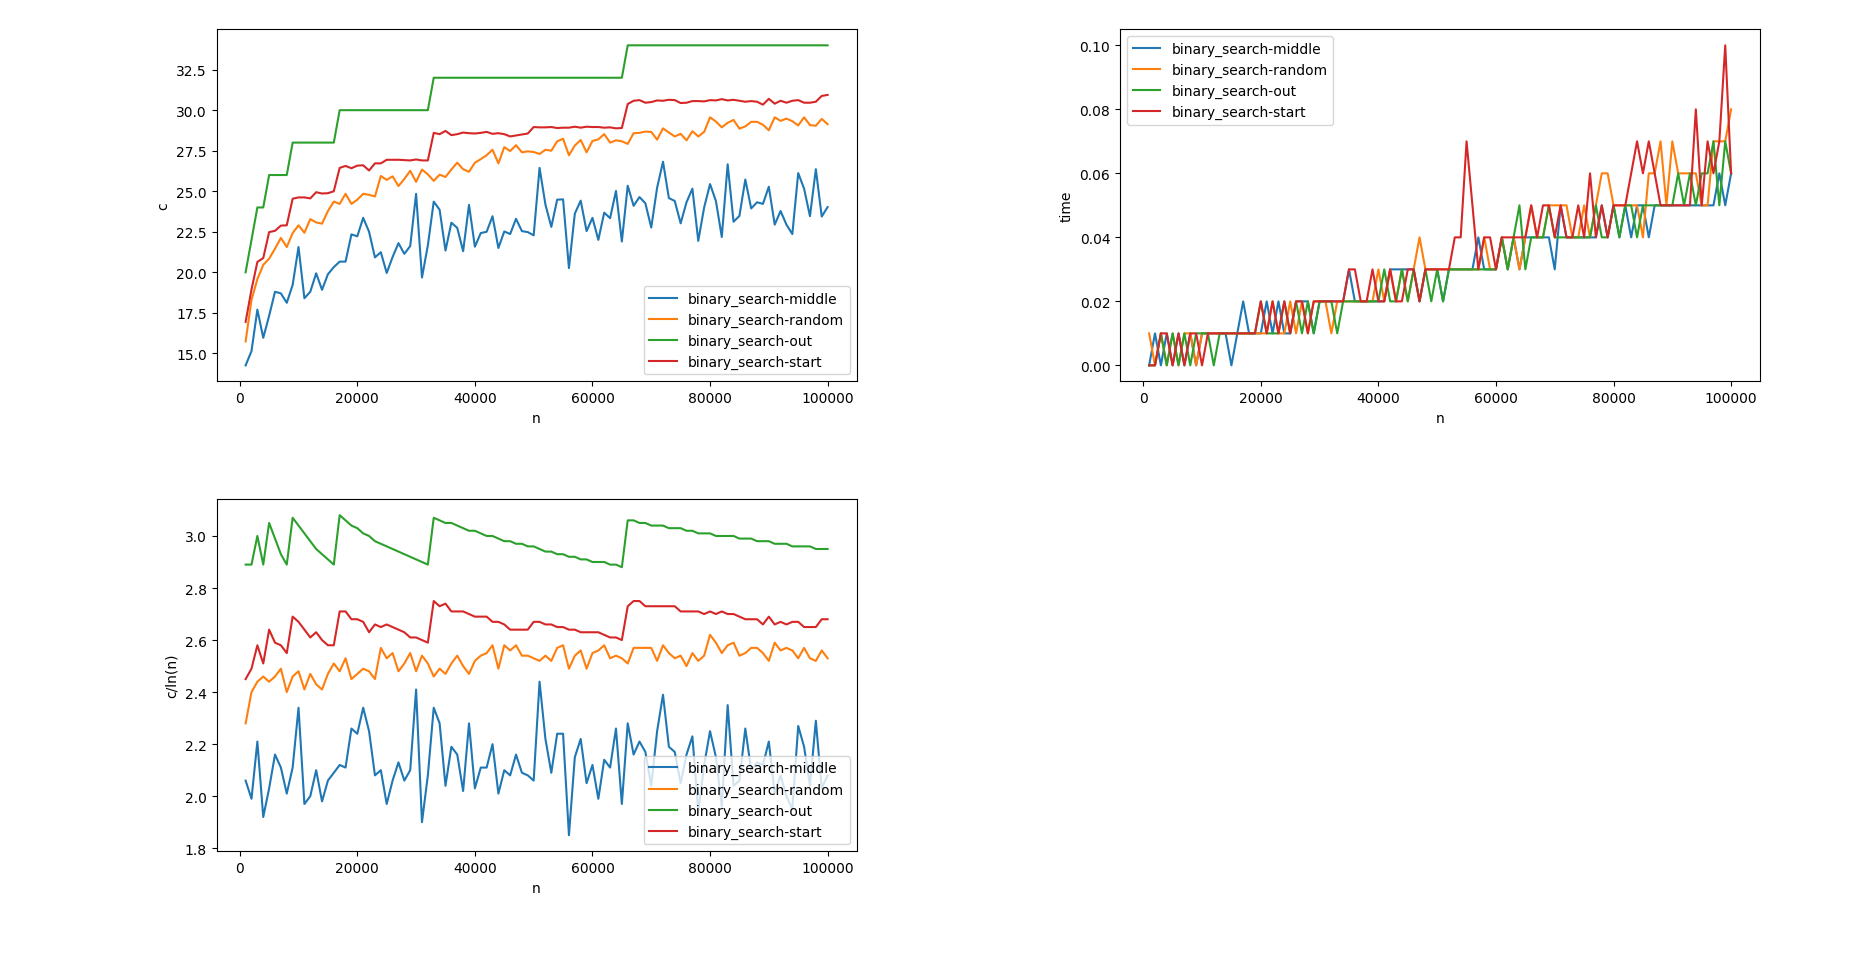 32.5
30.0
27.5
25.0
22.5
20.0
17.5
15.0
c
0 20000 40000 60000 80000 100000
n
binary_search-middle
binary_search-random
binary_search-out
binary_search-start
0.10
0.08
0.06
0.04
0.02
0.00
time
0 20000 40000 60000 80000 100000
n
binary_search-middle
binary_search-random
binary_search-out
binary_search-start
3.0
2.8
2.6
2.4
2.2
2.0
1.8
c/ln(n)
0 20000 40000 60000 80000 100000
n
binary_search-middle
binary_search-random
binary_search-out
binary_search-start